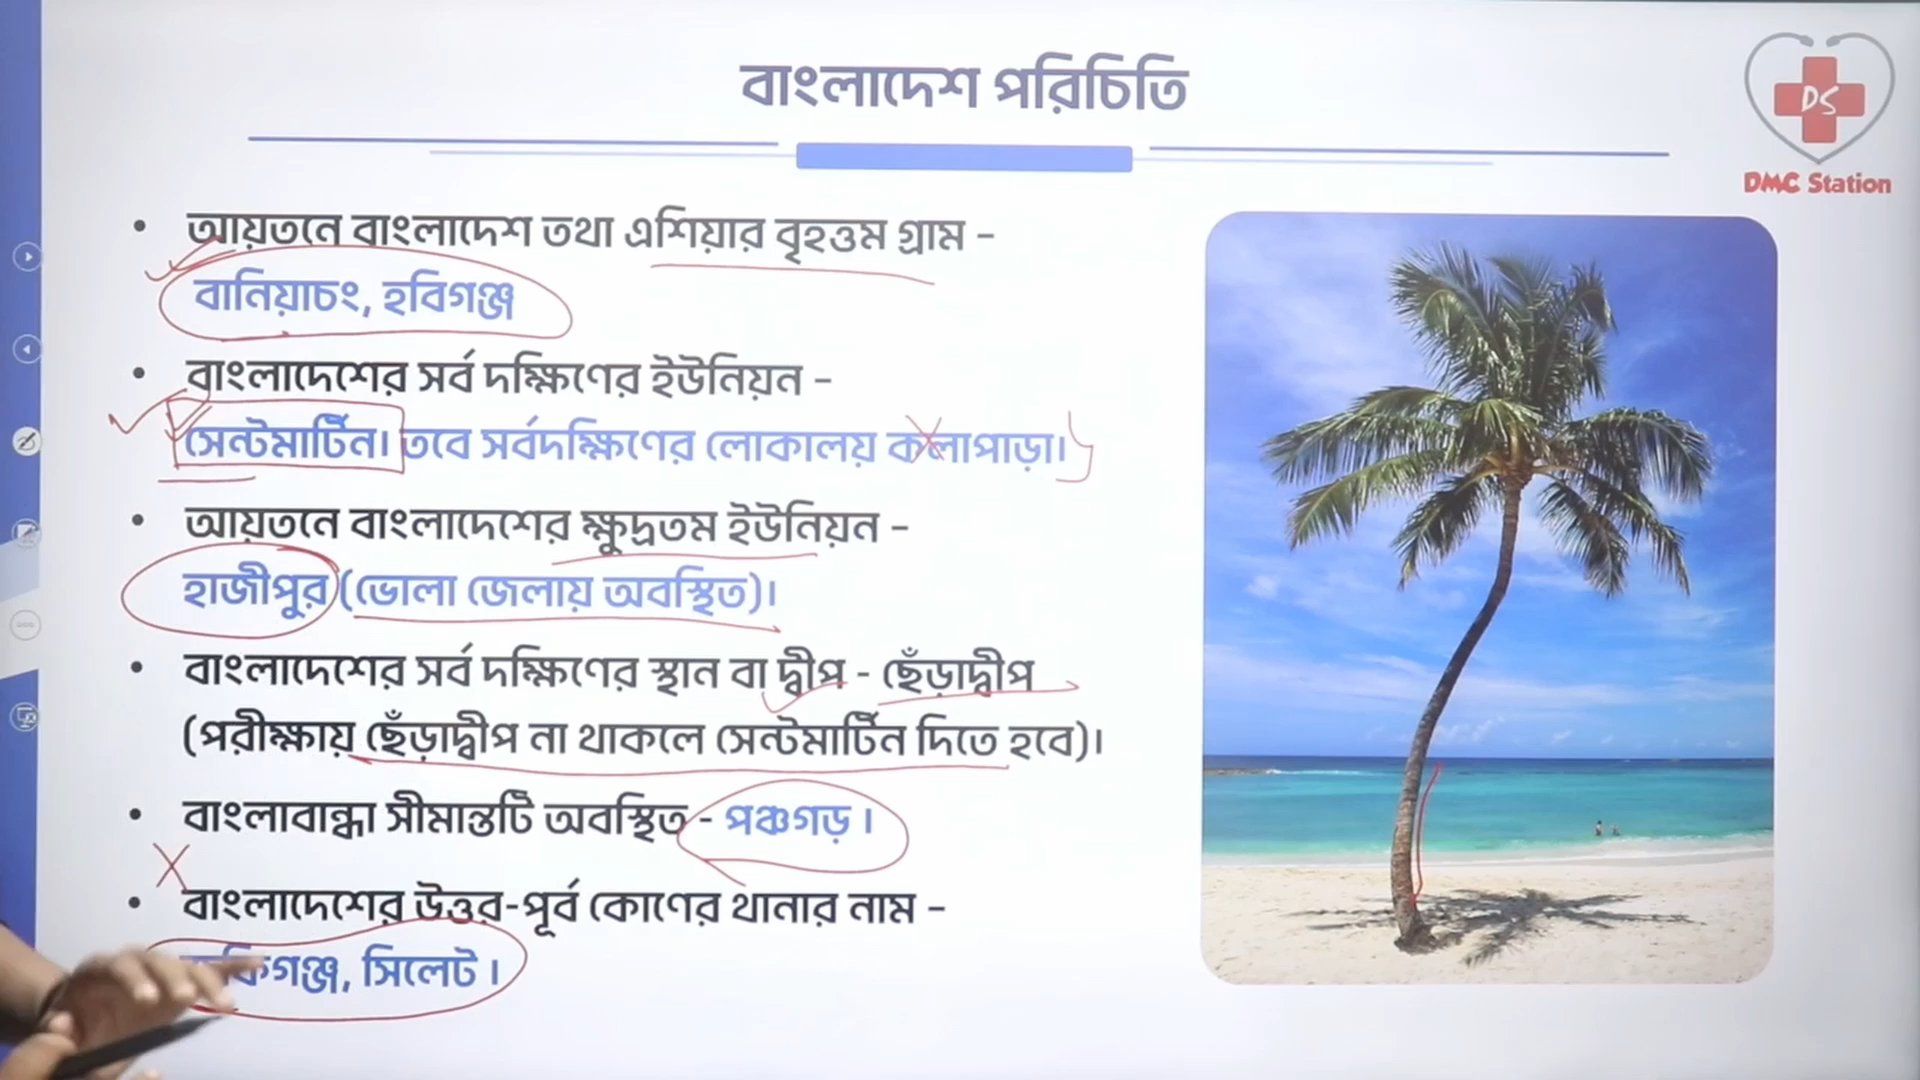 বাংলাদেশ পরিচিতি
DS
DMC Station
• আয়তনে বাংলাদেশ তথা এশিয়ার বৃহত্তম গ্রাম –
বানিয়াচং, হবিগঞ্জ
• বাংলাদেশের সর্ব দক্ষিণের ইউনিয়ন –
সেন্টমার্টিন। তবে সর্বদক্ষিণের লোকালয় কলাপাড়া।
• আয়তনে বাংলাদেশের ক্ষুদ্রতম ইউনিয়ন –
হাজীপুর (ভোলা জেলায় অবস্থিত)।
• বাংলাদেশের সর্ব দক্ষিণের স্থান বা দ্বীপ - ছেঁড়াদ্বীপ
(পরীক্ষায় ছেঁড়াদ্বীপ না থাকলে সেন্টমার্টিন দিতে হবে)।
• বাংলাবান্ধা সীমান্তটি অবস্থিত - পঞ্চগড়।
• বাংলাদেশের উত্তর-পূর্ব কোণের থানার নাম –
সিলেট।